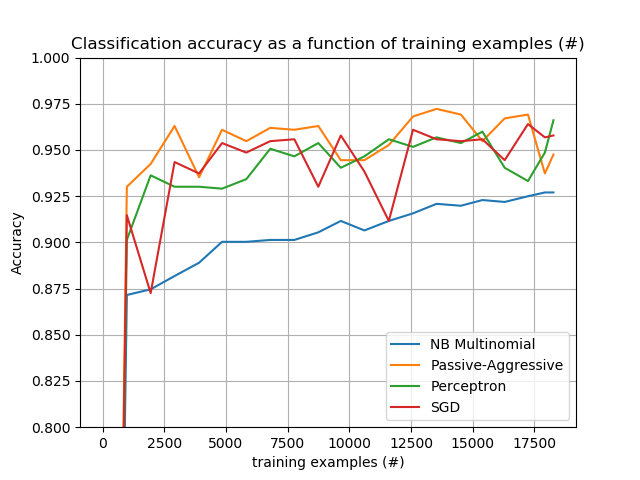 Classification accuracy as a function of training examples (#)
1.000
0.975
0.950
0.925
0.900
0.875
0.850
0.825
0.800
Accuracy
NB Multinomial
Passive-Aggressive
Perceptron
SGD
0 2500 5000 7500 10000 12500 15000 17500
training examples (#)